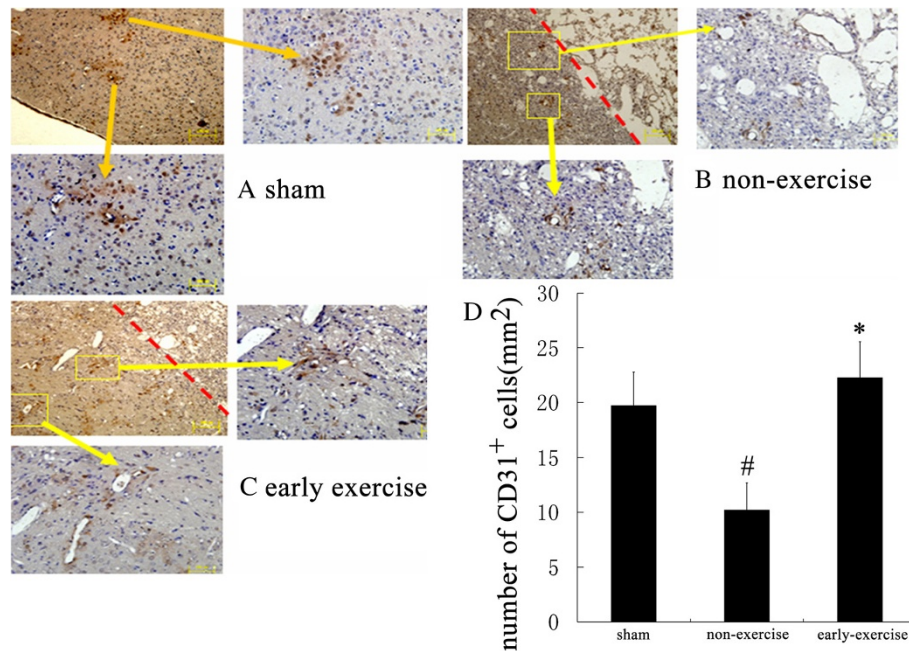 A sham
B non-exercise
C early exercise
D
number of CD31+ cells(mm2)
30
25
20
15
10
5
0
#
*
sham
non-exercise
early-exercise